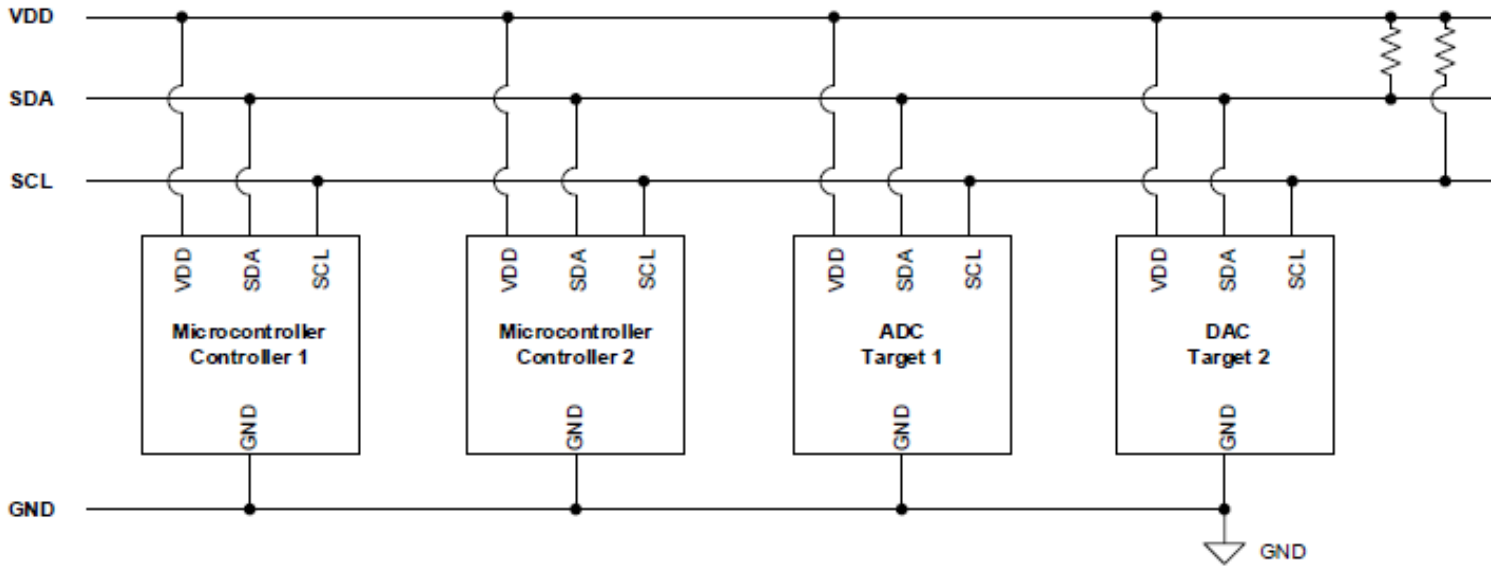 VDD
SDA
SCL
VDD SDA SCL
Microcontroller
Controller 1
GND
VDD SDA SCL
Microcontroller
Controller 2
GND
VDD SDA SCL
ADC
Target 1
GND
VDD SDA SCL
DAC
Target 2
GND
GND
GND